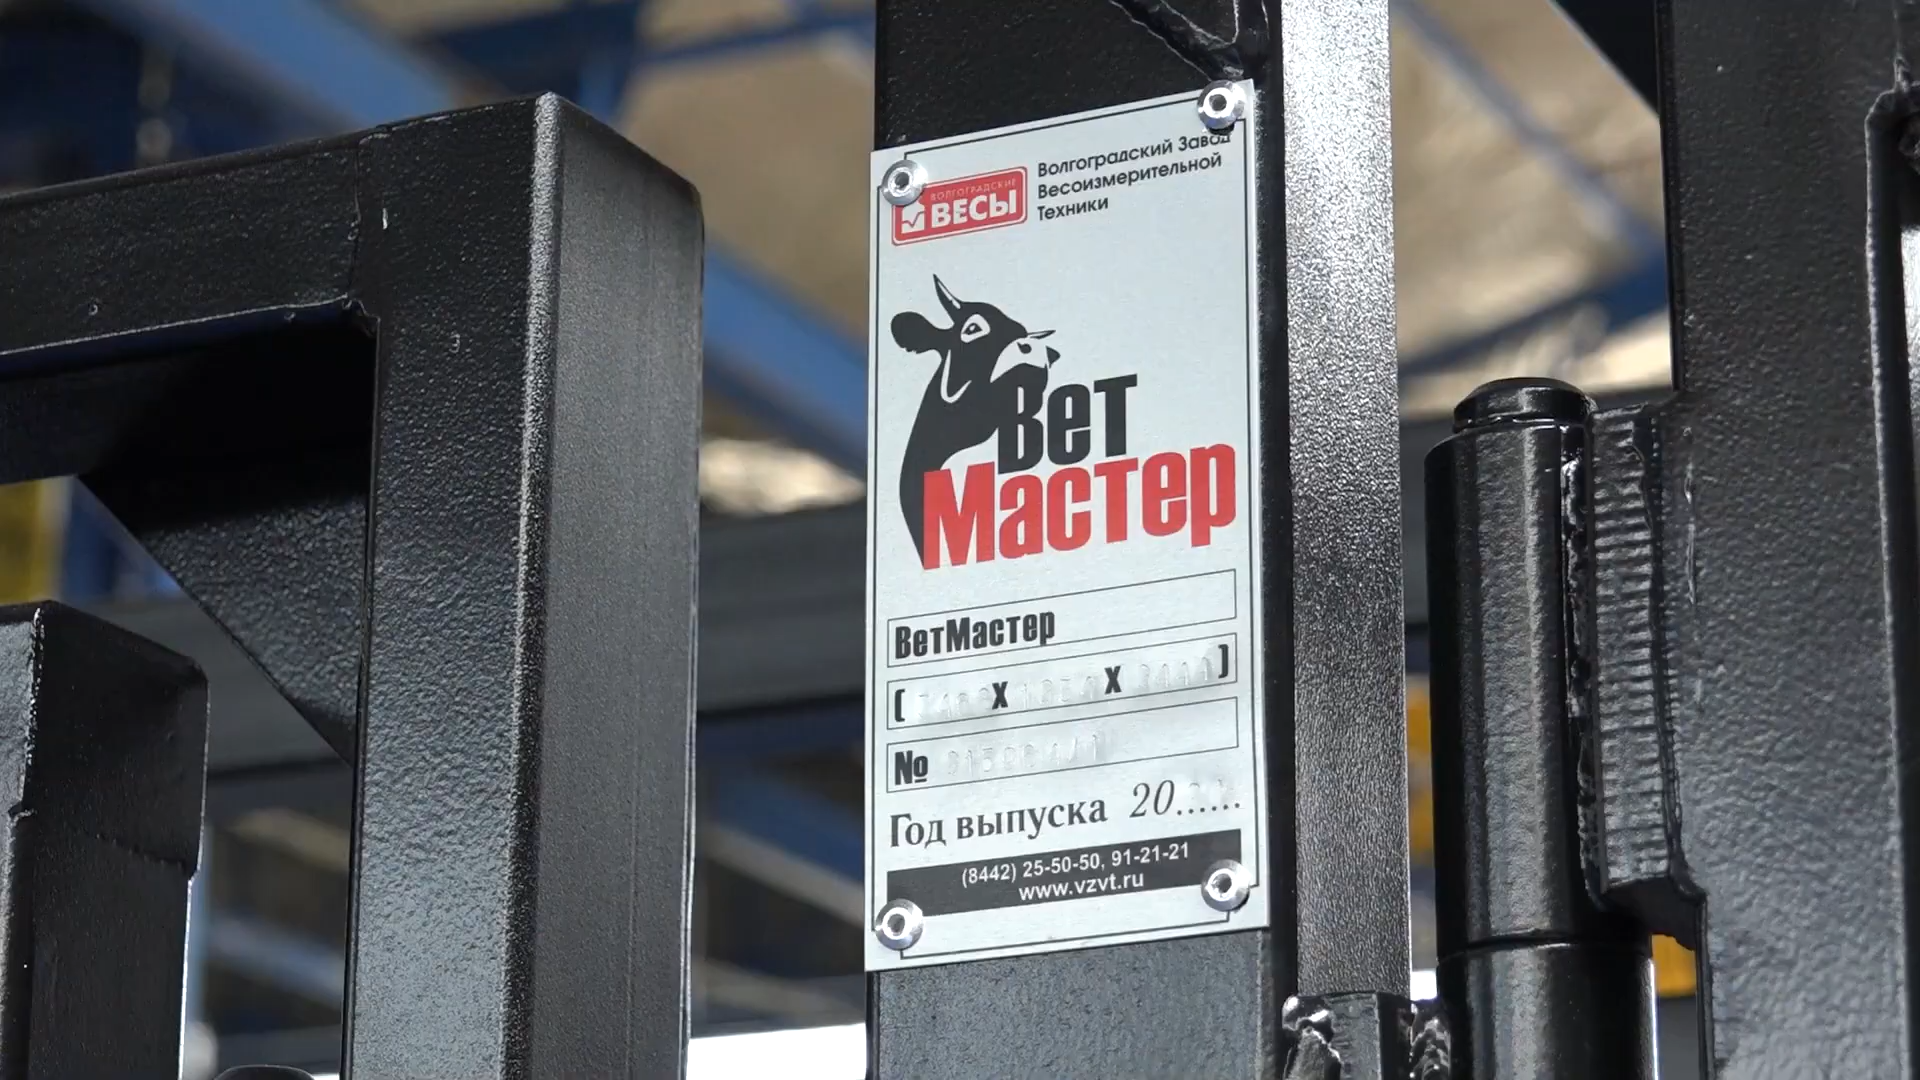 ВОЛГОГРАДСКИЕ
ВЕСЫ
Волгоградский Завод
Весоизмерительной
Техники
Вет
Мастер
ВетМастер
( X X )
№
Год выпуска 20......
(8442) 25-50-50, 91-21-21
www.vzvt.ru